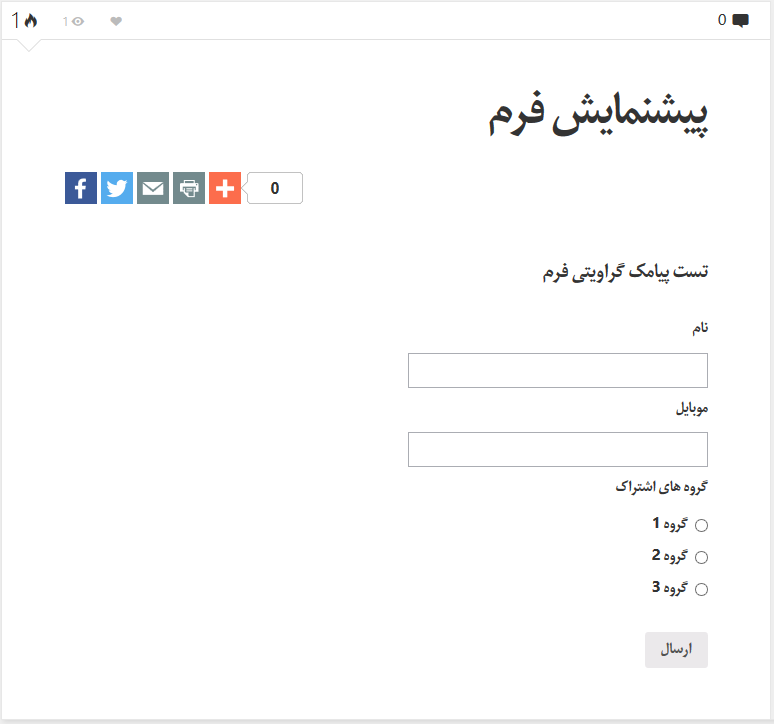 1 1 0
پیشنمایش فرم
0
تست پیامک گراویتی فرم
نام
موبایل
گروه های اشتراک
گروه 1
گروه 2
گروه 3
ارسال